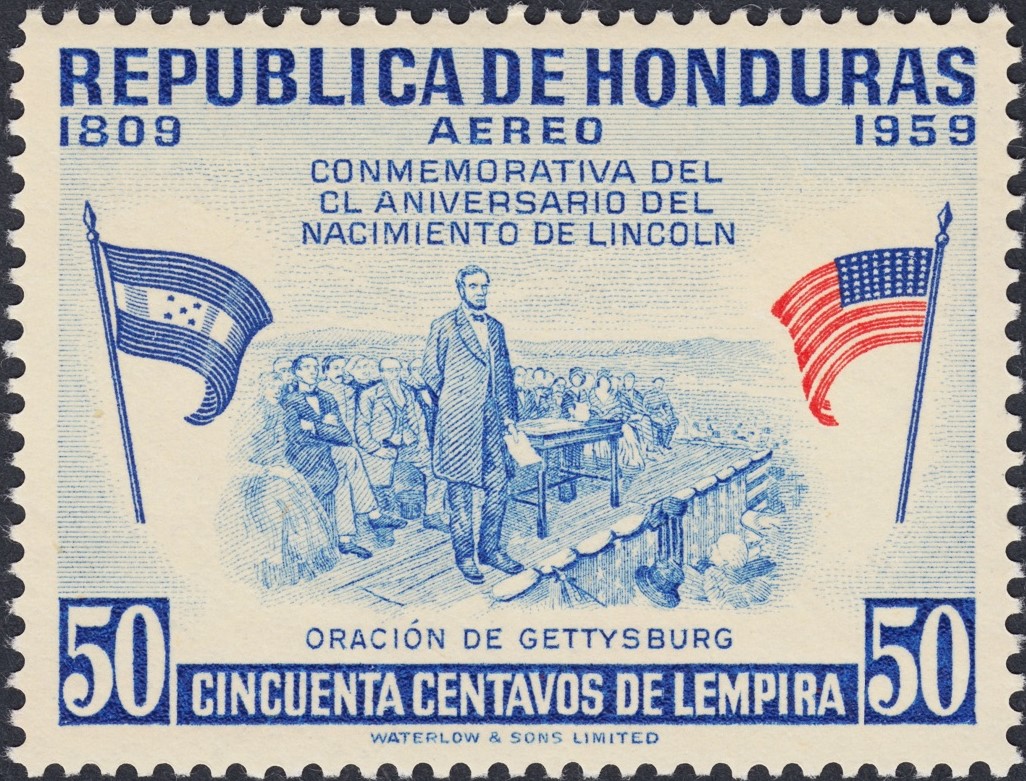 REPUBLICA DE HONDURAS
1809 AEREO 1959
CONMEMORATIVA DEL
CL ANIVERSARIO DEL
NACIMIENTO DE LINCOLN
ORACIÓN DE GETTYSBURG
50 CINCUENTA CENTAVOS DE LEMPIRA 50
WATERLOW & SONS LIMITED